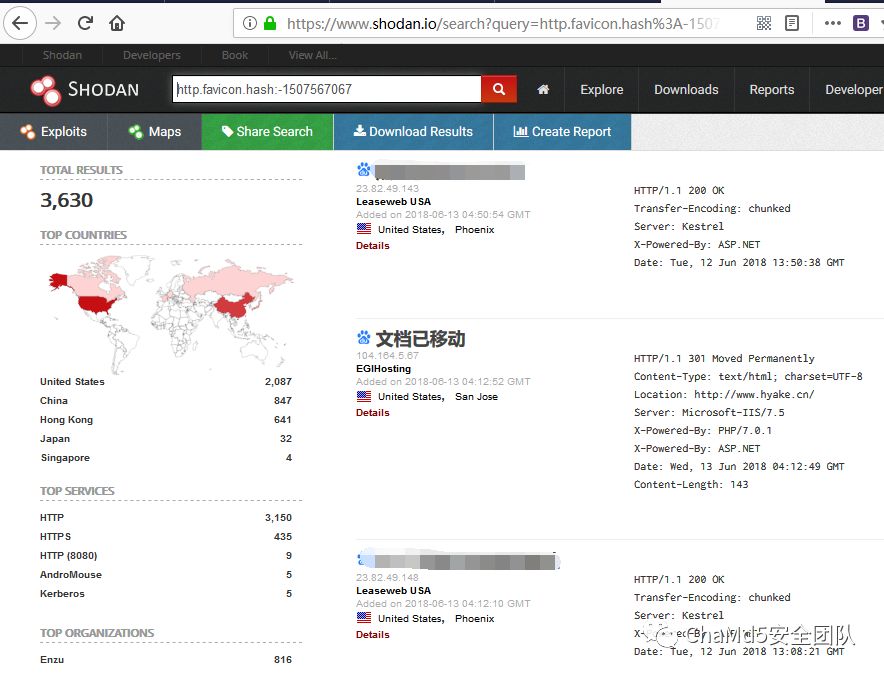 https://www.shodan.io/search?query=http.favicon.hash%3A-1507
B
Shodan Developers Book View All...
SHODAN
http.favicon.hash:-1507567067
Explore Downloads Reports Developer
Exploits Maps Share Search Download Results Create Report
TOTAL RESULTS
3,630
TOP COUNTRIES
United States 2,087
China 847
Hong Kong 641
Japan 32
Singapore 4
TOP SERVICES
HTTP 3,150
HTTPS 435
HTTP (8080) 9
AndroMouse 5
Kerberos 5
TOP ORGANIZATIONS
Enzu 816
23.82.49.143
Leaseweb USA
Added on 2018-06-13 04:50:54 GMT
United States, Phoenix
Details
HTTP/1.1 200 OK
Transfer-Encoding: chunked
Server: Kestrel
X-Powered-By: ASP.NET
Date: Tue, 12 Jun 2018 13:50:38 GMT
文档已移动
104.164.5.67
EGIHosting
Added on 2018-06-13 04:12:52 GMT
United States, San Jose
Details
HTTP/1.1 301 Moved Permanently
Content-Type: text/html; charset=UTF-8
Location: http://www.hyake.cn/
Server: Microsoft-IIS/7.5
X-Powered-By: PHP/7.0.1
X-Powered-By: ASP.NET
Date: Wed, 13 Jun 2018 04:12:49 GMT
Content-Length: 143
23.82.49.148
Leaseweb USA
Added on 2018-06-13 04:12:10 GMT
United States, Phoenix
Details
HTTP/1.1 200 OK
Transfer-Encoding: chunked
Server: Kestrel
Date: Tue, 12 Jun 2018 13:08:21 GMT
ChaMd5安全团队